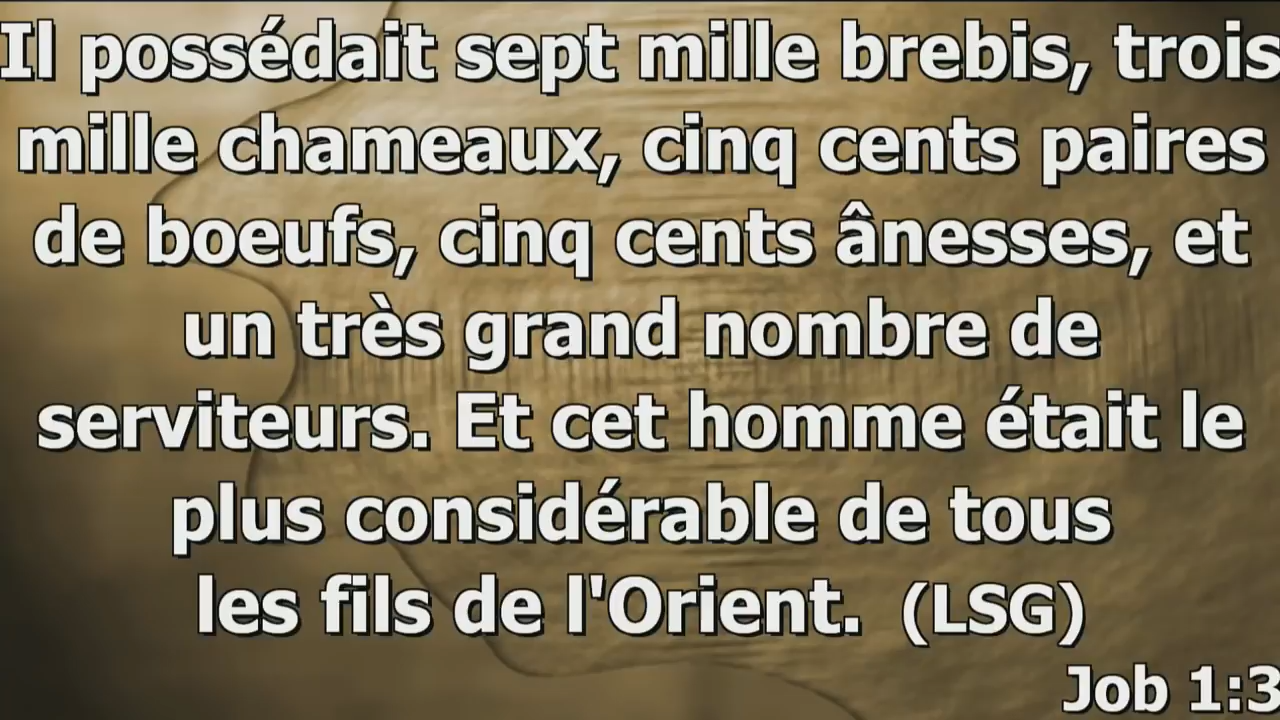 Il possédait sept mille brebis, trois
mille chameaux, cinq cents paires
de boeufs, cinq cents ânesses, et
un très grand nombre de
serviteurs. Et cet homme était le
plus considérable de tous
les fils de l'Orient. (LSG)
Job 1:3